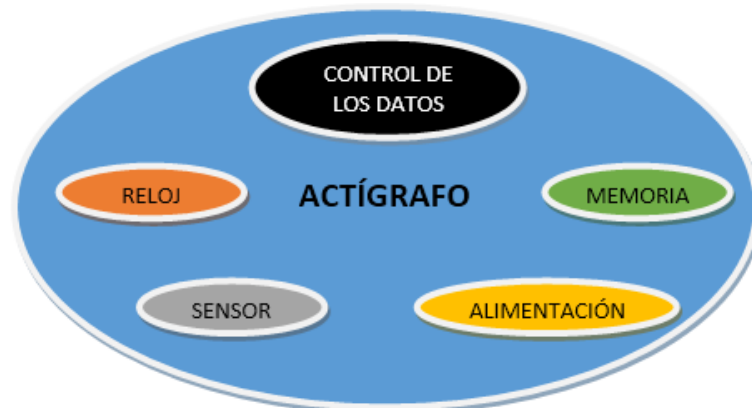 CONTROL DE
LOS DATOS
RELOJ
ACTÍGRAFO
MEMORIA
SENSOR
ALIMENTACIÓN